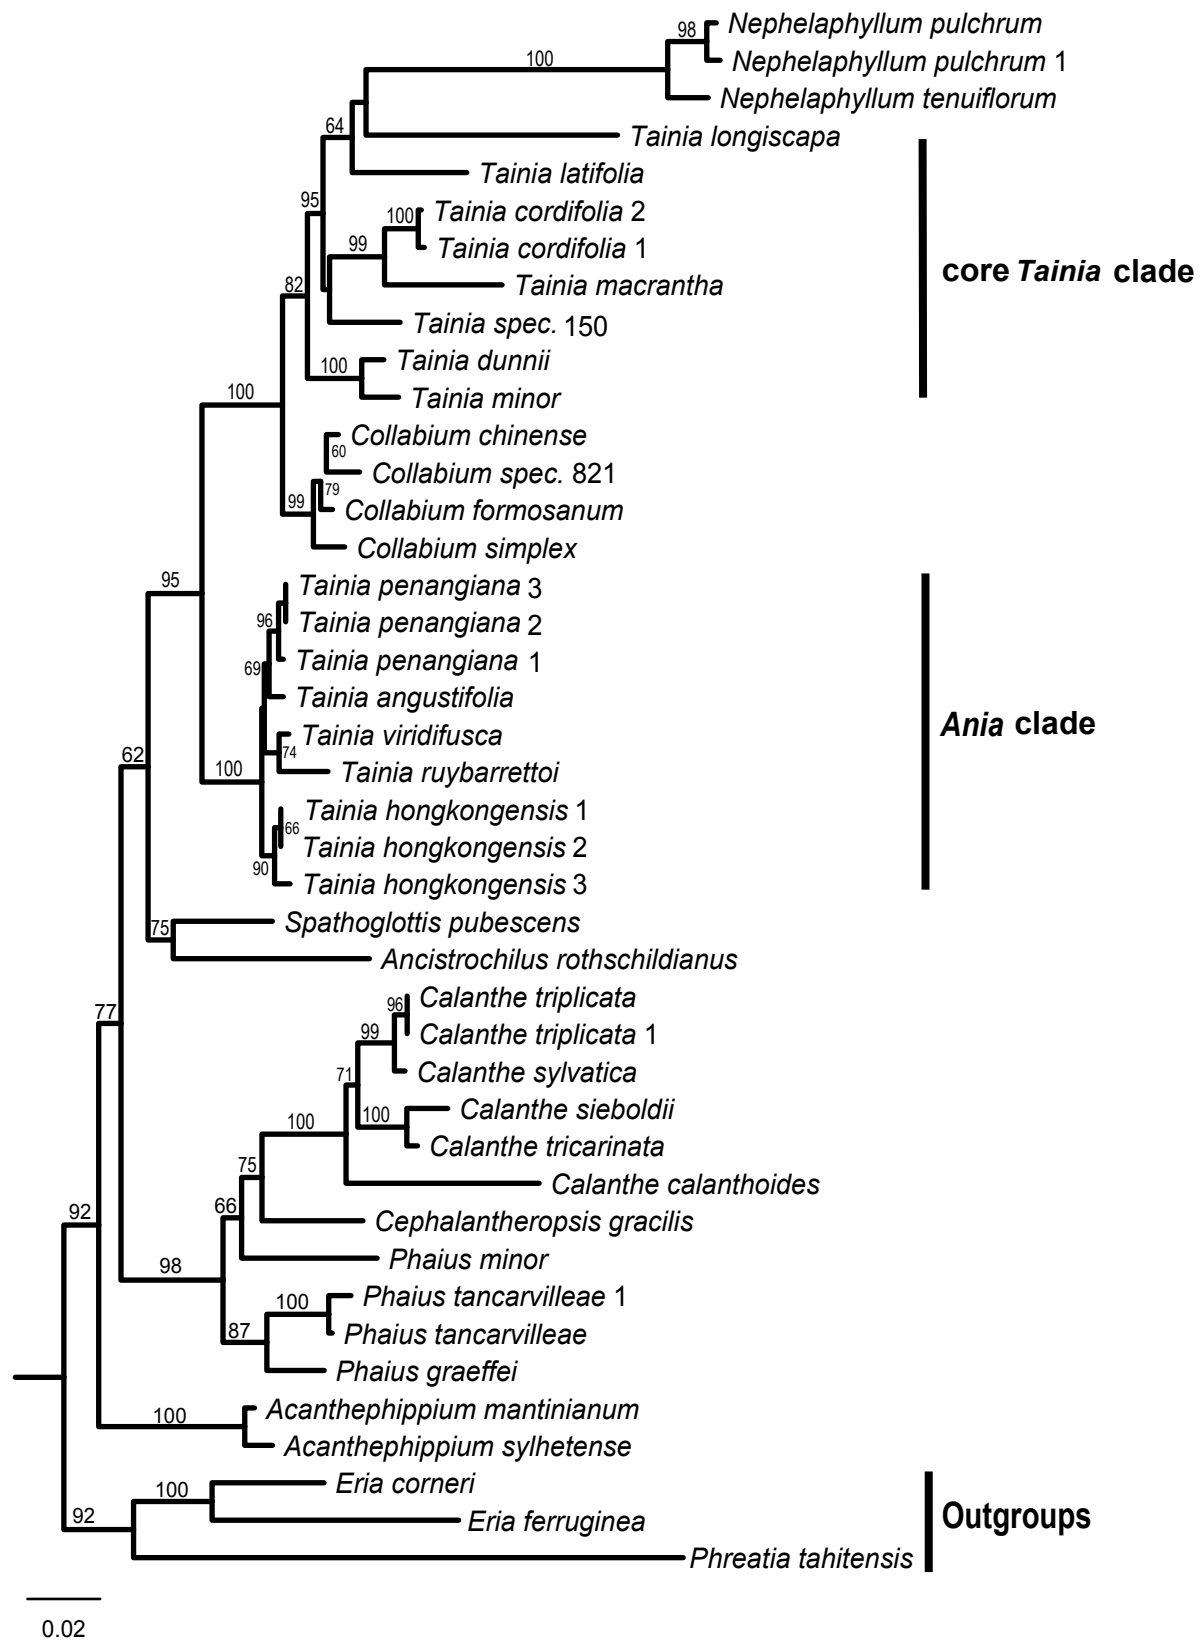 98
Nephelaphyllum pulchrum
100
Nephelaphyllum pulchrum 1
Nephelaphyllum tenuiflorum
64
Tainia longiscapa
Tainia latifolia
95
100
Tainia cordifolia 2
99
Tainia cordifolia 1
core Tainia clade
82
Tainia macrantha
Tainia spec. 150
100
Tainia dunnii
100
Tainia minor
Collabium chinense
60
Collabium spec. 821
99
79
Collabium formosanum
Collabium simplex
95
Tainia penangiana 3
96
Tainia penangiana 2
69
Tainia penangiana 1
Tainia angustifolia
Ania clade
62
Tainia viridifusca
74
100
Tainia ruybarrettoi
Tainia hongkongensis 1
66
Tainia hongkongensis 2
90
Tainia hongkongensis 3
75
Spathoglottis pubescens
Ancistrochilus rothschildianus
77
96
Calanthe triplicata
99
Calanthe triplicata 1
71
Calanthe sylvatica
100
100
Calanthe sieboldii
Calanthe tricarinata
75
Calanthe calanthoides
92
66
Cephalantheropsis gracilis
98
Phaius minor
100
Phaius tancarvilleae 1
87
Phaius tancarvilleae
Phaius graeffei
100
Acanthephippium mantinianum
Acanthephippium sylhetense
100
Eria corneri
92
Eria ferruginea
Outgroups
Phreatia tahitensis
0.02